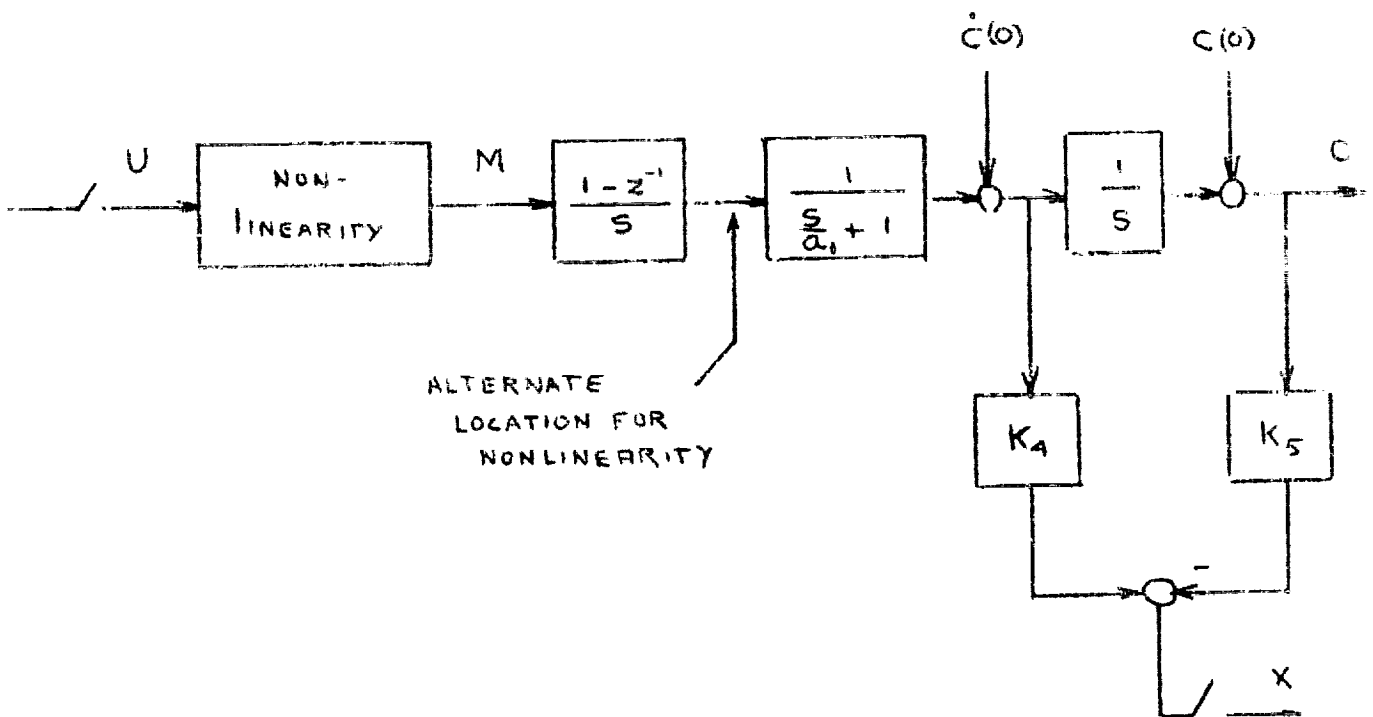 Ċ(0)
C(0)
U
NON-
LINEARITY
M
1 - z⁻¹
S
1
S/a₁ + 1
1
S
C
ALTERNATE
LOCATION FOR
NONLINEARITY
K₄
K₅
-
X